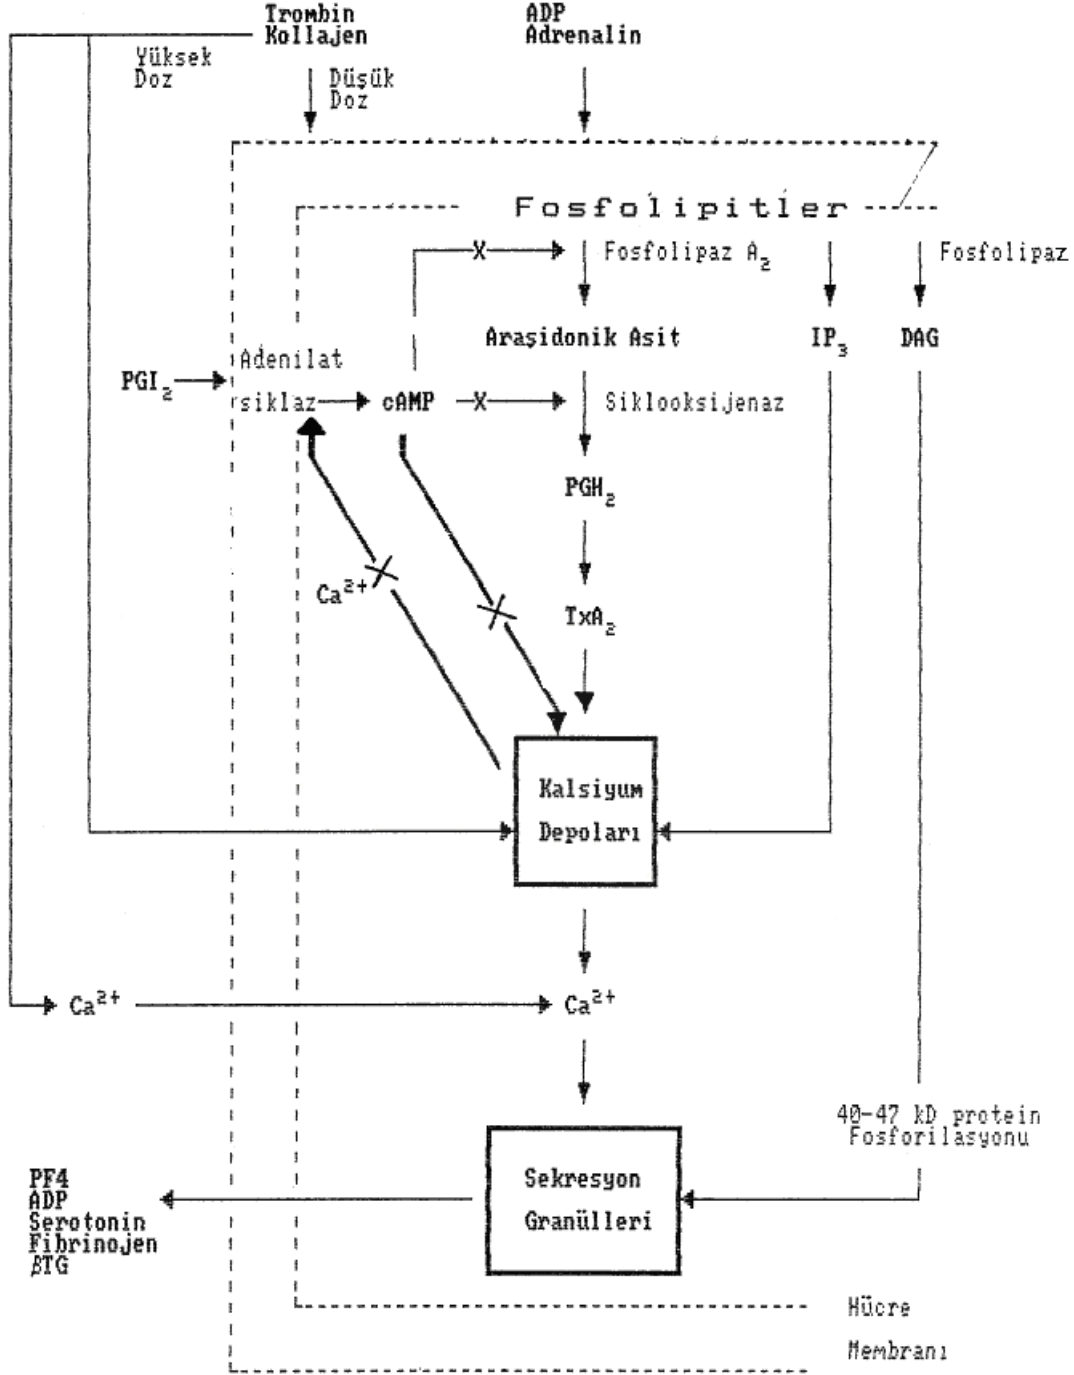 Trombin
Kollajen
ADP
Adrenalin
Yüksek
Doz
Düşük
Doz
Fosfolipitler
Fosfolipaz A₂
Fosfolipaz
Araşidonik Asit
IP₃
DAG
Adenilat
siklaz
PGI₂
cAMP
X
X
Siklooksijenaz
PGH₂
Ca²⁺
TxA₂
Kalsiyum
Depoları
Ca²⁺
Ca²⁺
40-47 kD protein
Fosforilasyonu
Sekresyon
Granülleri
PF4
ADP
Serotonin
Fibrinojen
βTG
Hücre
Membranı